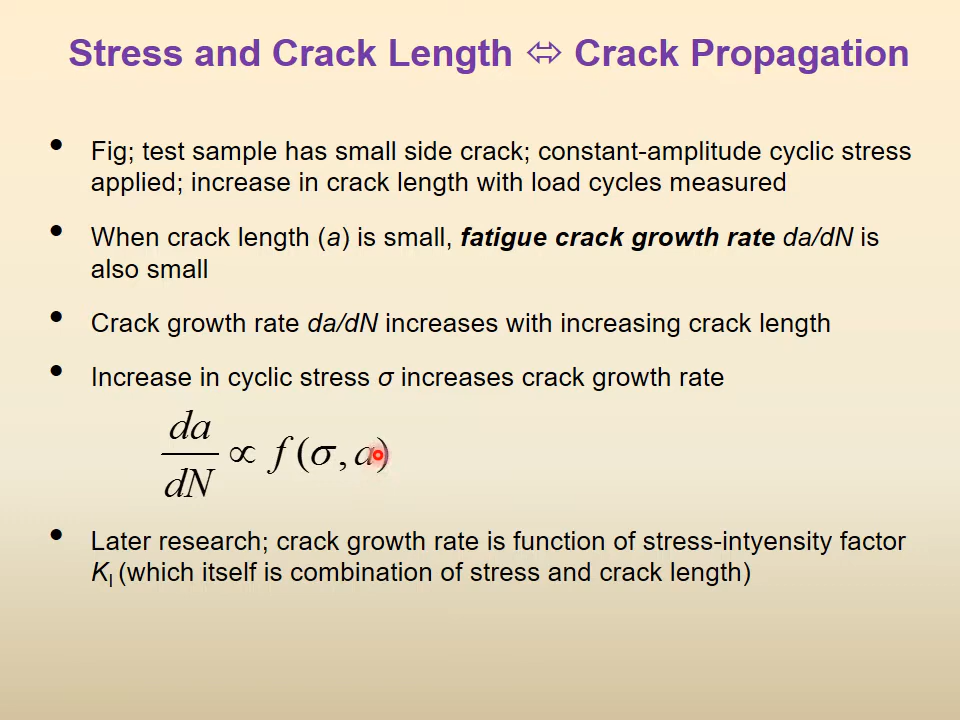 Stress and Crack Length ⬄ Crack Propagation
• Fig; test sample has small side crack; constant-amplitude cyclic stress
applied; increase in crack length with load cycles measured
• When crack length (a) is small, fatigue crack growth rate da/dN is
also small
• Crack growth rate da/dN increases with increasing crack length
• Increase in cyclic stress σ increases crack growth rate
da/dN ∝ f(σ, a)
• Later research; crack growth rate is function of stress-intyensity factor
K_I (which itself is combination of stress and crack length)